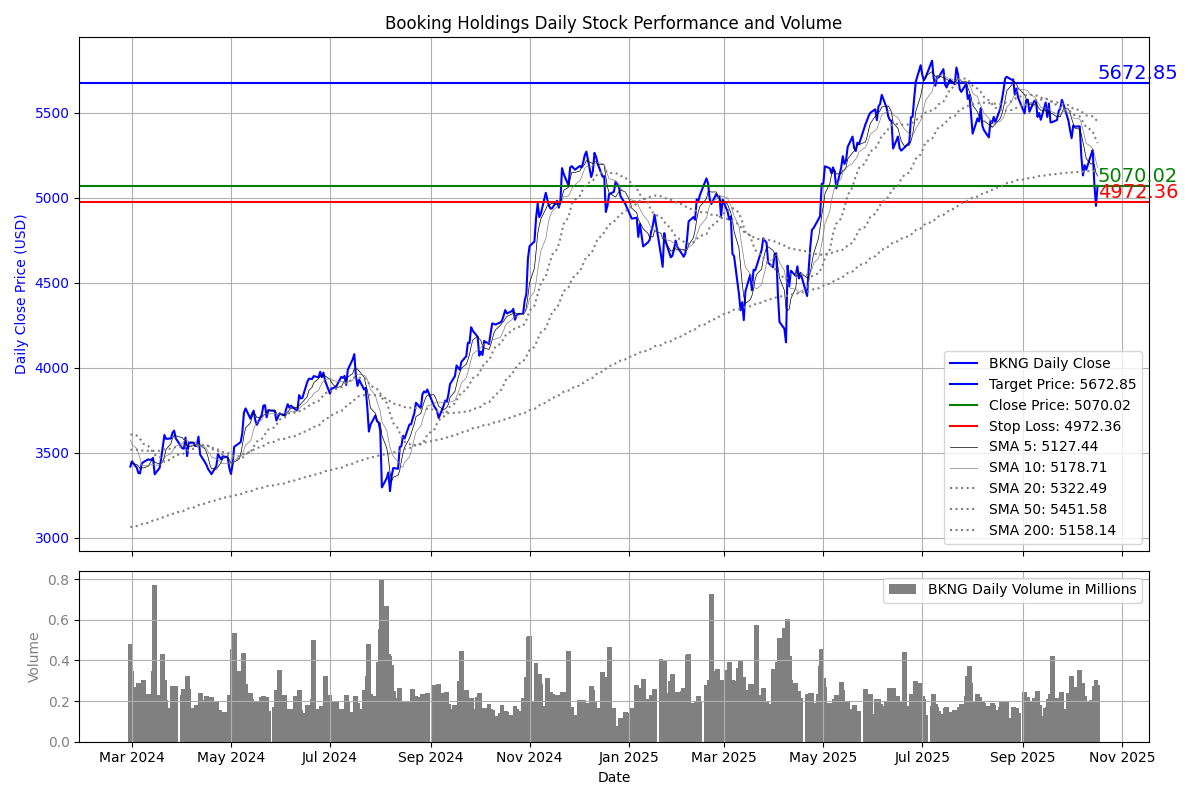 Booking Holdings Daily Stock Performance and Volume
Daily Close Price (USD)
5500
5000
4500
4000
3500
3000
5672.85
5070.02
4972.36
BKNG Daily Close
Target Price: 5672.85
Close Price: 5070.02
Stop Loss: 4972.36
SMA 5: 5127.44
SMA 10: 5178.71
SMA 20: 5322.49
SMA 50: 5451.58
SMA 200: 5158.14
Volume
0.8
0.6
0.4
0.2
0.0
BKNG Daily Volume in Millions
Mar 2024 May 2024 Jul 2024 Sep 2024 Nov 2024 Jan 2025 Mar 2025 May 2025 Jul 2025 Sep 2025 Nov 2025
Date